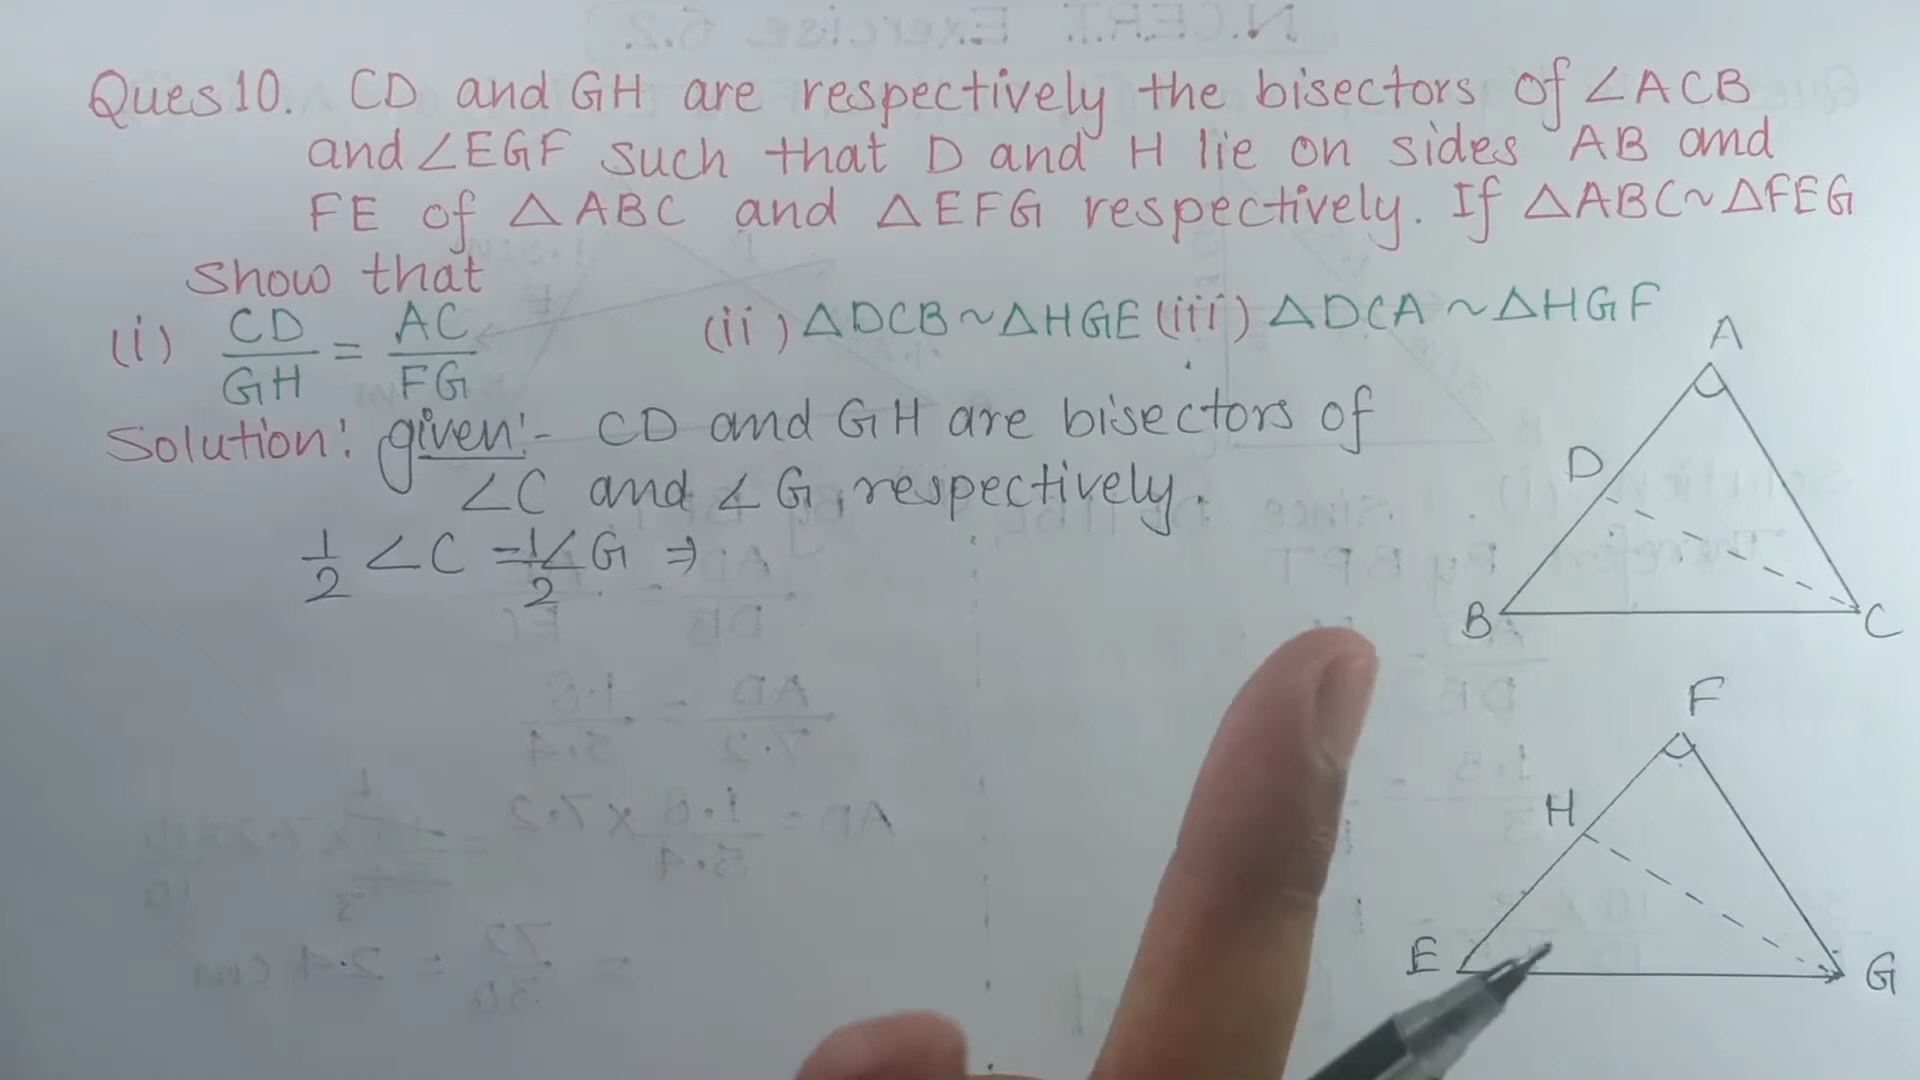 Ques 10. CD and GH are respectively the bisectors of ∠ACB
and ∠EGF such that D and H lie on sides AB and
FE of △ABC and △EFG respectively. If △ABC ~ △FEG
Show that
(i) CD/GH = AC/FG (ii) △DCB ~ △HGE (iii) △DCA ~ △HGF
Solution: given:- CD and GH are bisectors of
∠C and ∠G, respectively.
1/2 ∠C = 1/2 ∠G ⇒
A
D
B
C
F
H
E
G